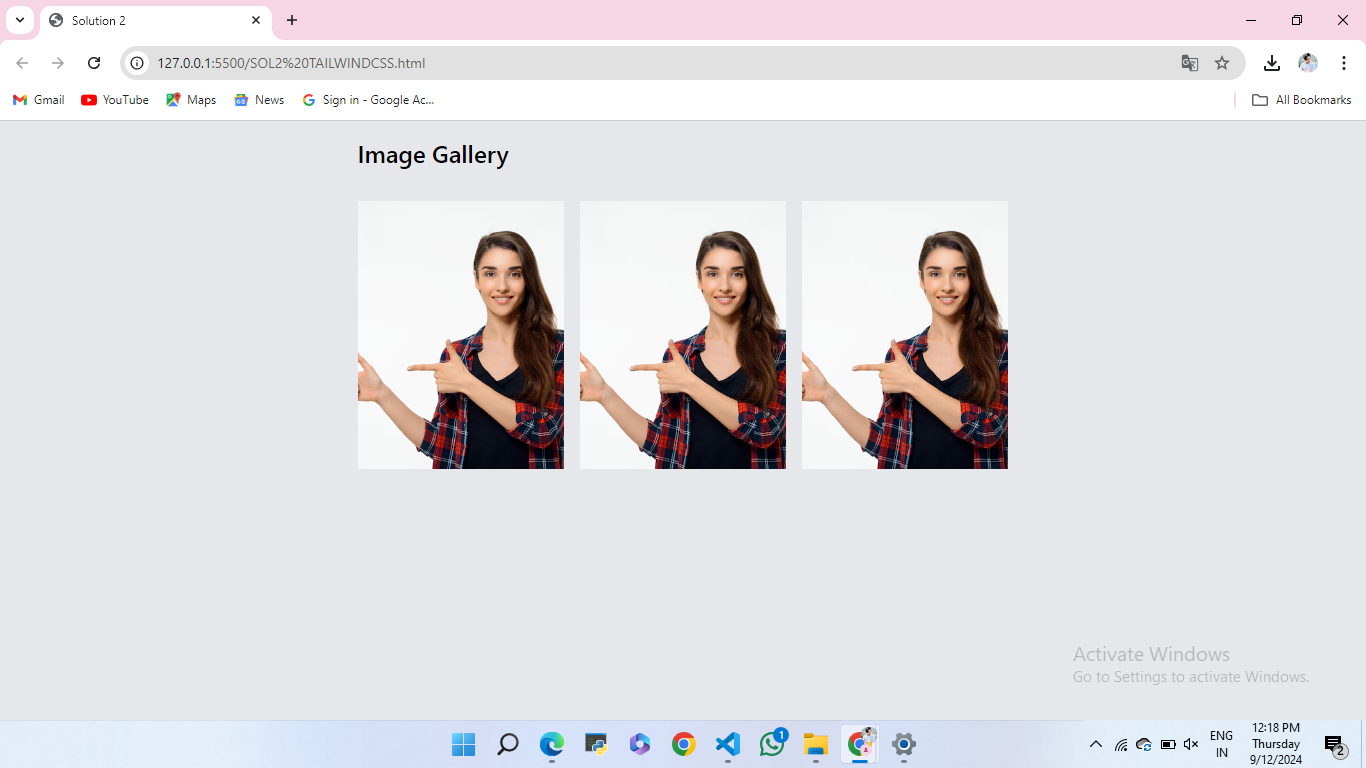 Solution 2
127.0.0.1:5500/SOL2%20TAILWINDCSS.html
Gmail
YouTube
Maps
News
Sign in - Google Ac...
All Bookmarks
Image Gallery
Activate Windows
Go to Settings to activate Windows.
1
ENG
IN
12:18 PM
Thursday
9/12/2024
2